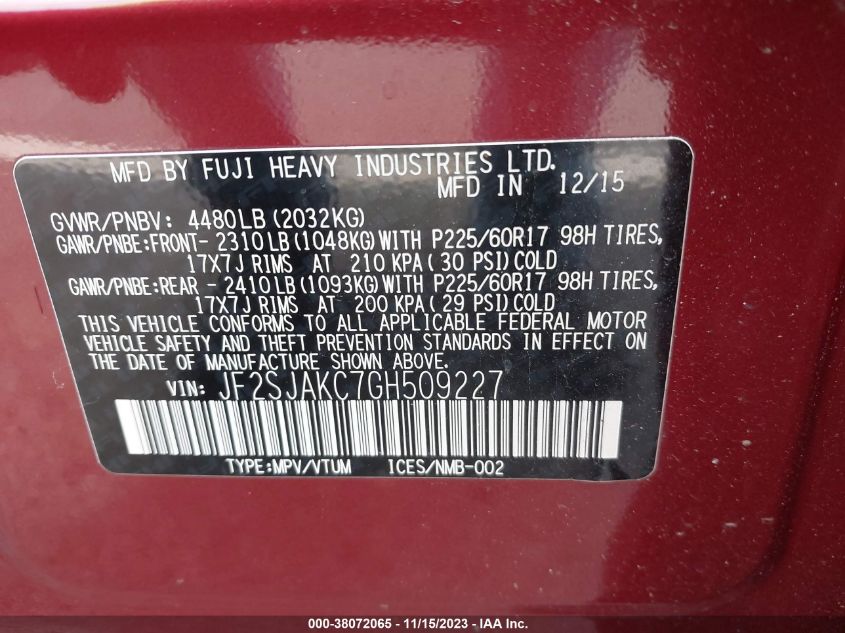 MFD BY FUJI HEAVY INDUSTRIES LTD.
MFD IN 12/15
GVWR/PNBV: 4480LB (2032KG)
GAWR/PNBE:FRONT- 2310LB(1048KG)WITH P225/60R17 98H TIRES,
17X7J RIMS AT 210 KPA( 30 PSI)COLD
GAWR/PNBE:REAR - 2410LB(1093KG)WITH P225/60R17 98H TIRES,
17X7J RIMS AT 200 KPA( 29 PSI)COLD
THIS VEHICLE CONFORMS TO ALL APPLICABLE FEDERAL MOTOR
VEHICLE SAFETY AND THEFT PREVENTION STANDARDS IN EFFECT ON
THE DATE OF MANUFACTURE SHOWN ABOVE.
VIN: JF2SJAKC7GH509227
TYPE:MPV/VTUM ICES/NMB-002
000-38072065 - 11/15/2023 - IAA Inc.